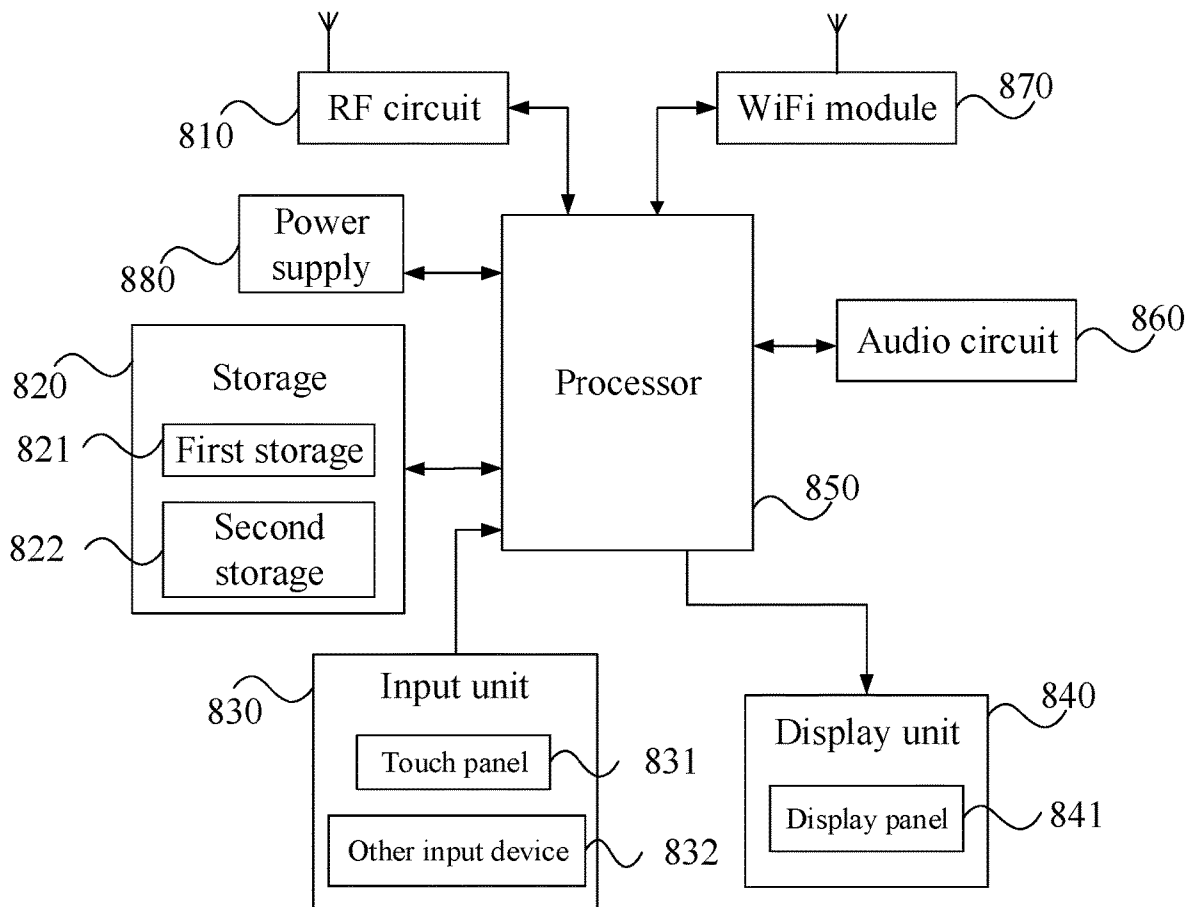 RF circuit
810
WiFi module
870
Power
supply
880
Processor
850
Audio circuit
860
Storage
820
First storage
821
Second
storage
822
Input unit
830
Touch panel
831
Other input device
832
Display unit
840
Display panel
841